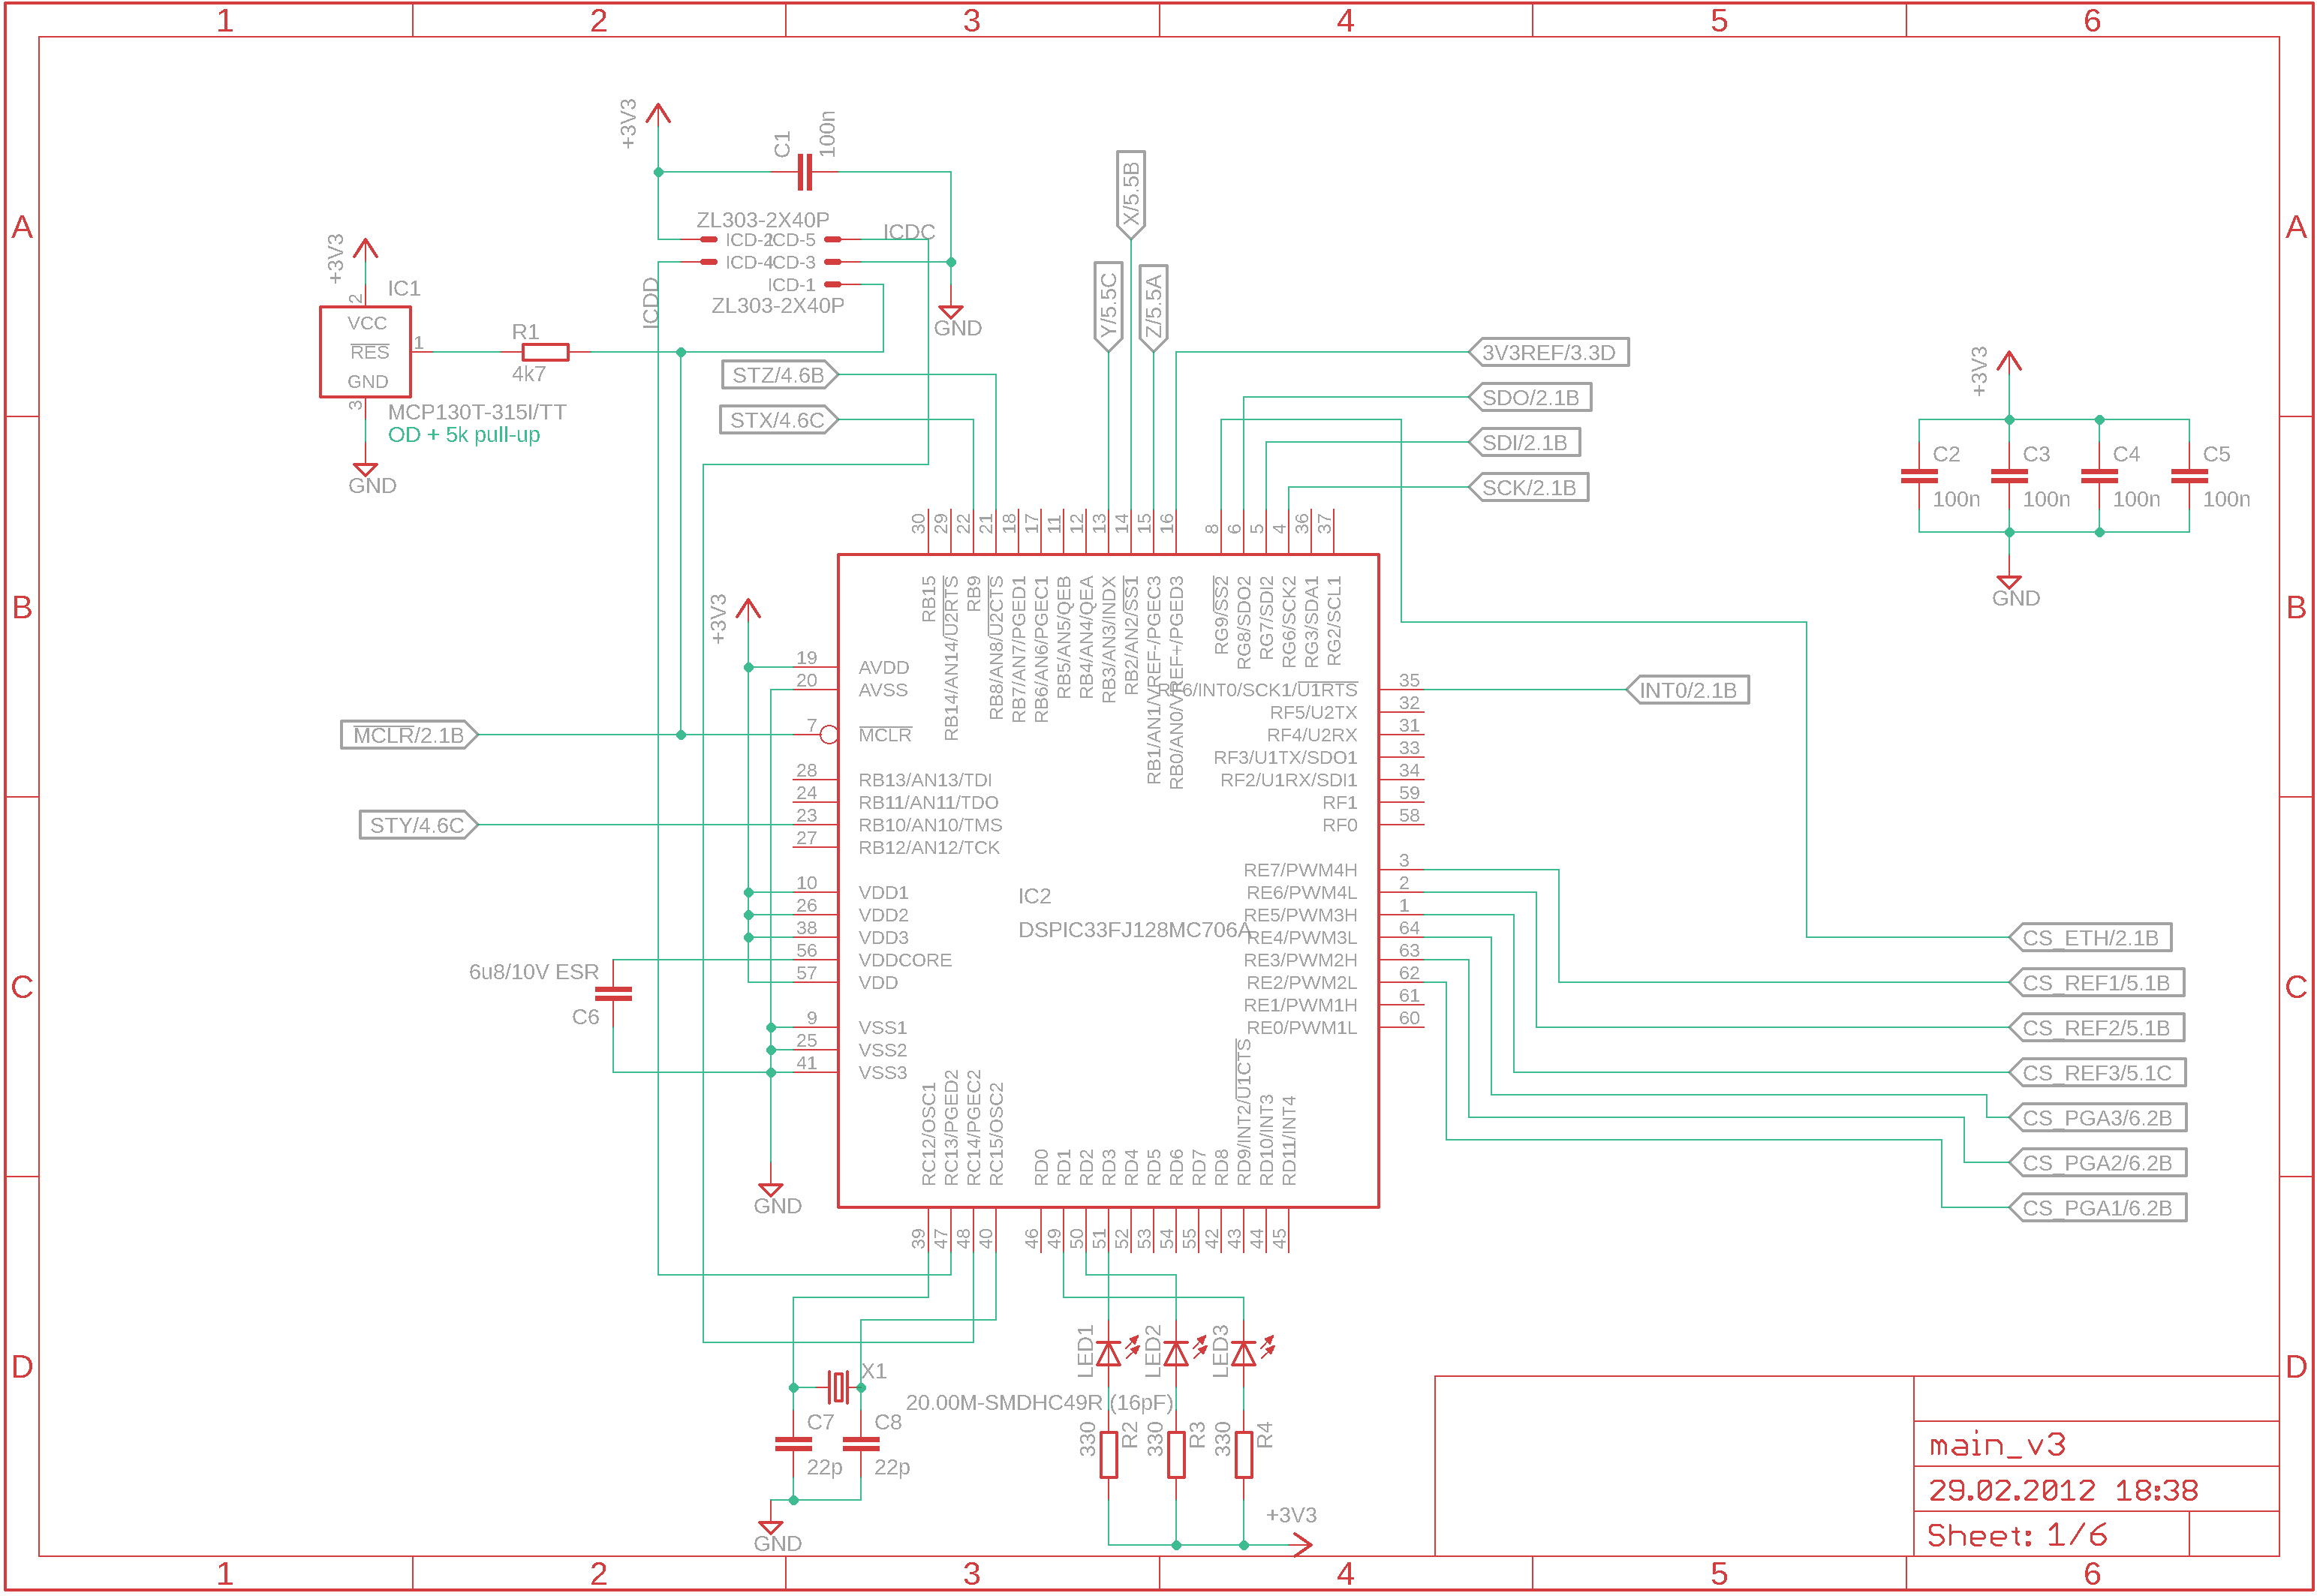 1 2 3 4 5 6
A
B
C
D
A
B
C
D
1 2 3 4 5 6
+3V3
C1
100n
ZL303-2X40P
ICD-2
ICD-5
ICDC
ICD-4
ICD-3
ICD-1
ZL303-2X40P
ICDD
GND
+3V3
IC1
2
VCC
RES
1
GND
3
MCP130T-315I/TT
OD + 5k pull-up
GND
R1
4k7
STZ/4.6B
STX/4.6C
X/5.5B
Y/5.5C
Z/5.5A
3V3REF/3.3D
SDO/2.1B
SDI/2.1B
SCK/2.1B
+3V3
C2
100n
C3
100n
C4
100n
C5
100n
GND
30 29 22 21 18 17 11 12 13 14 15 16 8 6 5 4 36 37
RB15
RB14/AN14/U2RTS
RB9
RB8/AN8/U2CTS
RB7/AN7/PGED1
RB6/AN6/PGEC1
RB5/AN5/QEB
RB4/AN4/QEA
RB3/AN3/INDX
RB2/AN2/SS1
RB1/AN1/VREF-/PGEC3
RB0/AN0/VREF+/PGED3
RG9/SS2
RG8/SDO2
RG7/SDI2
RG6/SCK2
RG3/SDA1
RG2/SCL1
+3V3
19 AVDD
20 AVSS
MCLR/2.1B
7 MCLR
28 RB13/AN13/TDI
24 RB11/AN11/TDO
STY/4.6C
23 RB10/AN10/TMS
27 RB12/AN12/TCK
10 VDD1
26 VDD2
38 VDD3
56 VDDCORE
57 VDD
9 VSS1
25 VSS2
41 VSS3
6u8/10V ESR
C6
GND
IC2
DSPIC33FJ128MC706A
RF6/INT0/SCK1/U1RTS 35
RF5/U2TX 32
RF4/U2RX 31
RF3/U1TX/SDO1 33
RF2/U1RX/SDI1 34
RF1 59
RF0 58
RE7/PWM4H 3
RE6/PWM4L 2
RE5/PWM3H 1
RE4/PWM3L 64
RE3/PWM2H 63
RE2/PWM2L 62
RE1/PWM1H 61
RE0/PWM1L 60
INT0/2.1B
CS_ETH/2.1B
CS_REF1/5.1B
CS_REF2/5.1B
CS_REF3/5.1C
CS_PGA3/6.2B
CS_PGA2/6.2B
CS_PGA1/6.2B
RC12/OSC1
RC13/PGED2
RC14/PGEC2
RC15/OSC2
RD0
RD1
RD2
RD3
RD4
RD5
RD6
RD7
RD8
RD9/INT2/U1CTS
RD10/INT3
RD11/INT4
39 47 48 40 46 49 50 51 52 53 54 55 42 43 44 45
X1
20.00M-SMDHC49R (16pF)
C7
22p
C8
22p
GND
LED1
LED2
LED3
330
R2
330
R3
330
R4
+3V3
main_v3
29.02.2012 18:38
Sheet: 1/6